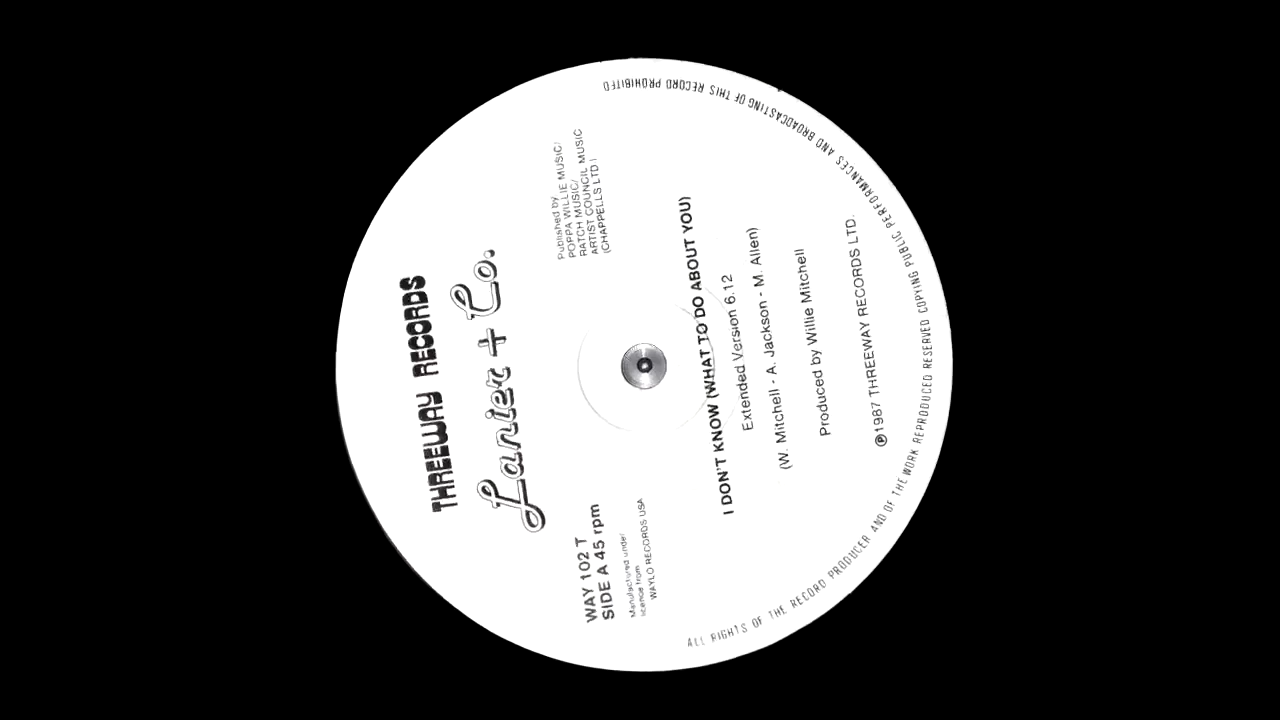 THREEWAY RECORDS
Lanier + Co.
WAY 102 T
SIDE A 45 rpm
Manufactured under
licence from
WAYLO RECORDS USA
Published by
POPPA WILLIE MUSIC/
RATCH MUSIC/
ARTIST COUNCIL MUSIC
(CHAPPELLS LTD)
I DON'T KNOW (WHAT TO DO ABOUT YOU)
Extended Version 6.12
(W. Mitchell - A. Jackson - M. Allen)
Produced by Willie Mitchell
℗ 1987 THREEWAY RECORDS LTD.
ALL RIGHTS OF THE RECORD PRODUCER AND OF THE WORK REPRODUCED RESERVED COPYING PUBLIC PERFORMANCES AND BROADCASTING OF THIS RECORD PROHIBITED